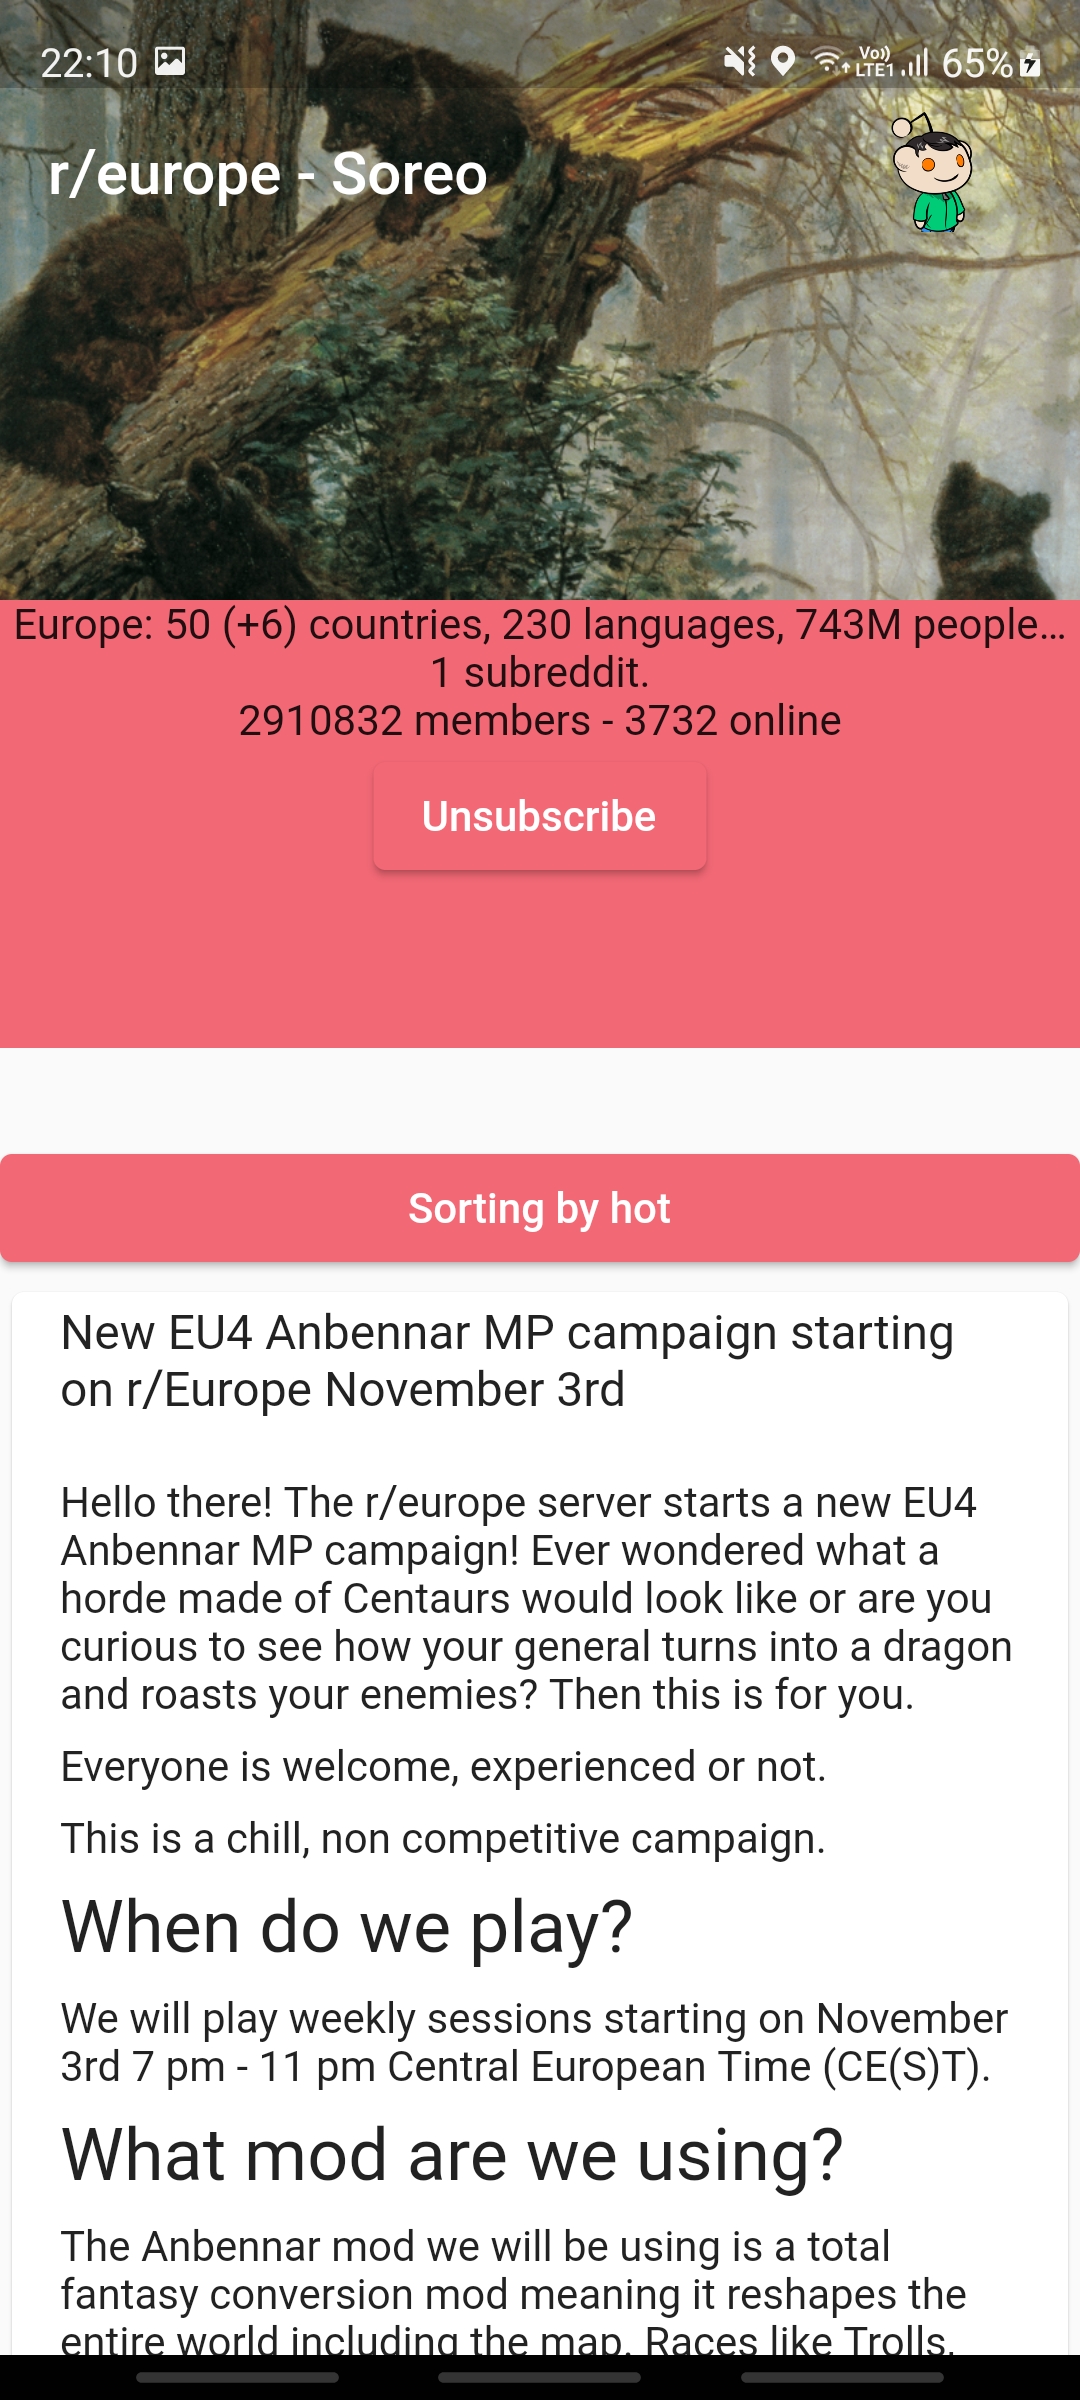 22:10
Vo))
LTE1
65%
r/europe - Soreo
Europe: 50 (+6) countries, 230 languages, 743M people…
1 subreddit.
2910832 members - 3732 online
Unsubscribe
Sorting by hot
New EU4 Anbennar MP campaign starting
on r/Europe November 3rd
Hello there! The r/europe server starts a new EU4
Anbennar MP campaign! Ever wondered what a
horde made of Centaurs would look like or are you
curious to see how your general turns into a dragon
and roasts your enemies? Then this is for you.
Everyone is welcome, experienced or not.
This is a chill, non competitive campaign.
When do we play?
We will play weekly sessions starting on November
3rd 7 pm - 11 pm Central European Time (CE(S)T).
What mod are we using?
The Anbennar mod we will be using is a total
fantasy conversion mod meaning it reshapes the
entire world including the map. Races like Trolls,